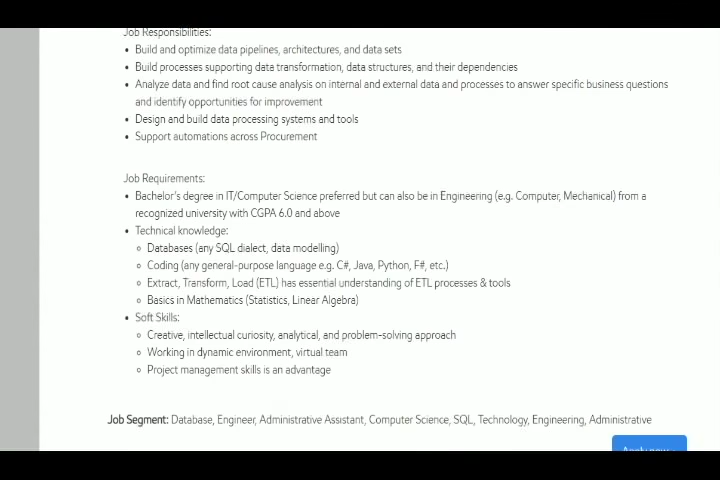 Job Responsibilities:
• Build and optimize data pipelines, architectures, and data sets
• Build processes supporting data transformation, data structures, and their dependencies
• Analyze data and find root cause analysis on internal and external data and processes to answer specific business questions
and identify opportunities for improvement
• Design and build data processing systems and tools
• Support automations across Procurement
Job Requirements:
• Bachelor's degree in IT/Computer Science preferred but can also be in Engineering (e.g. Computer, Mechanical) from a
recognized university with CGPA 6.0 and above
• Technical knowledge:
○ Databases (any SQL dialect, data modelling)
○ Coding (any general-purpose language e.g. C#, Java, Python, F#, etc.)
○ Extract, Transform, Load (ETL) has essential understanding of ETL processes & tools
○ Basics in Mathematics (Statistics, Linear Algebra)
• Soft Skills:
○ Creative, intellectual curiosity, analytical, and problem-solving approach
○ Working in dynamic environment, virtual team
○ Project management skills is an advantage
Job Segment: Database, Engineer, Administrative Assistant, Computer Science, SQL, Technology, Engineering, Administrative
Apply now